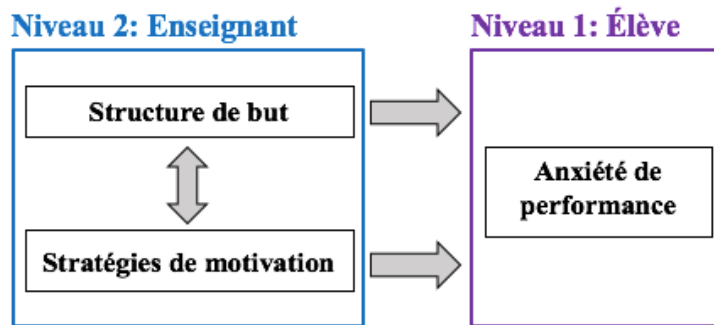 Niveau 2: Enseignant
Niveau 1: Élève
Structure de but
Anxiété de
performance
Stratégies de motivation